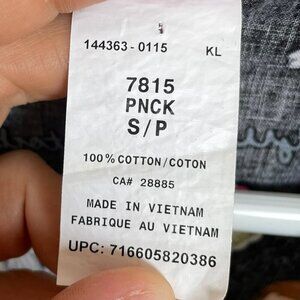 144363-0115 KL
7815
PNCK
S/P
100% COTTON/COTON
CA# 28885
MADE IN VIETNAM
FABRIQUE AU VIETNAM
UPC: 716605820386